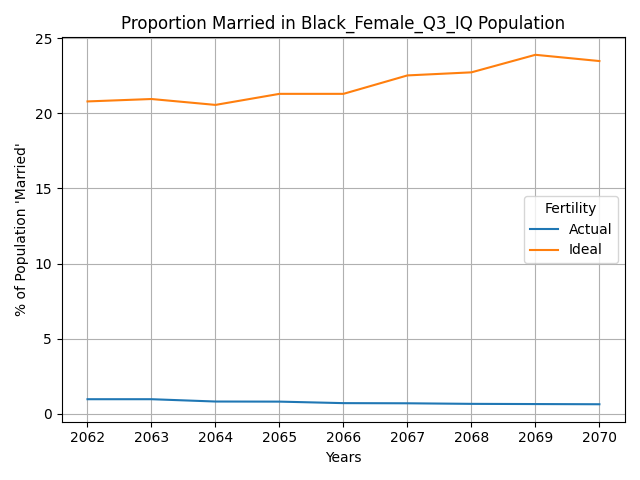 Proportion Married in Black_Female_Q3_IQ Population
% of Population 'Married'
25
20
15
10
5
0
Fertility
Actual
Ideal
2062 2063 2064 2065 2066 2067 2068 2069 2070
Years